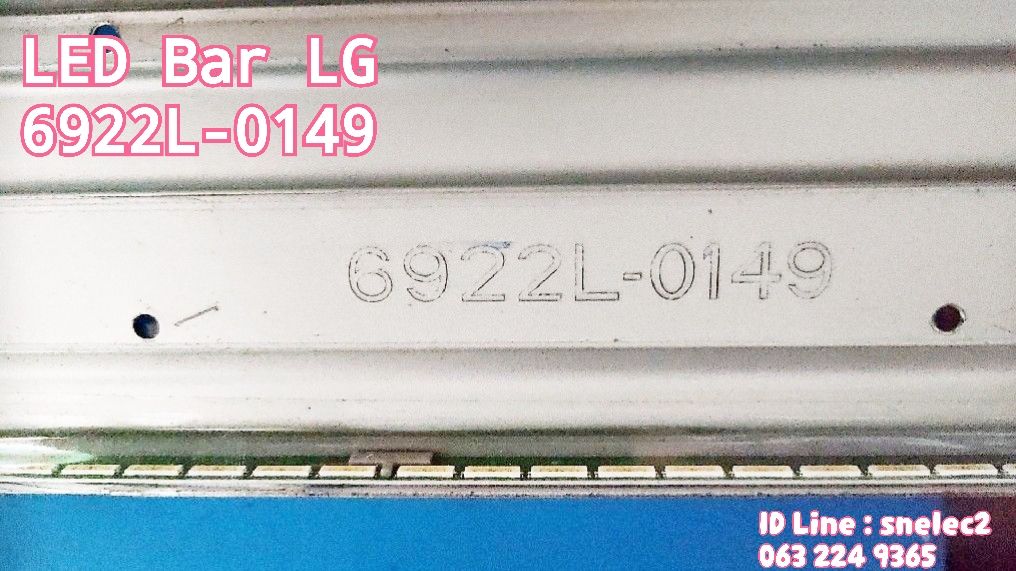 LED Bar LG
6922L-0149
6922L-0149
ID Line : snelec2
063 224 9365